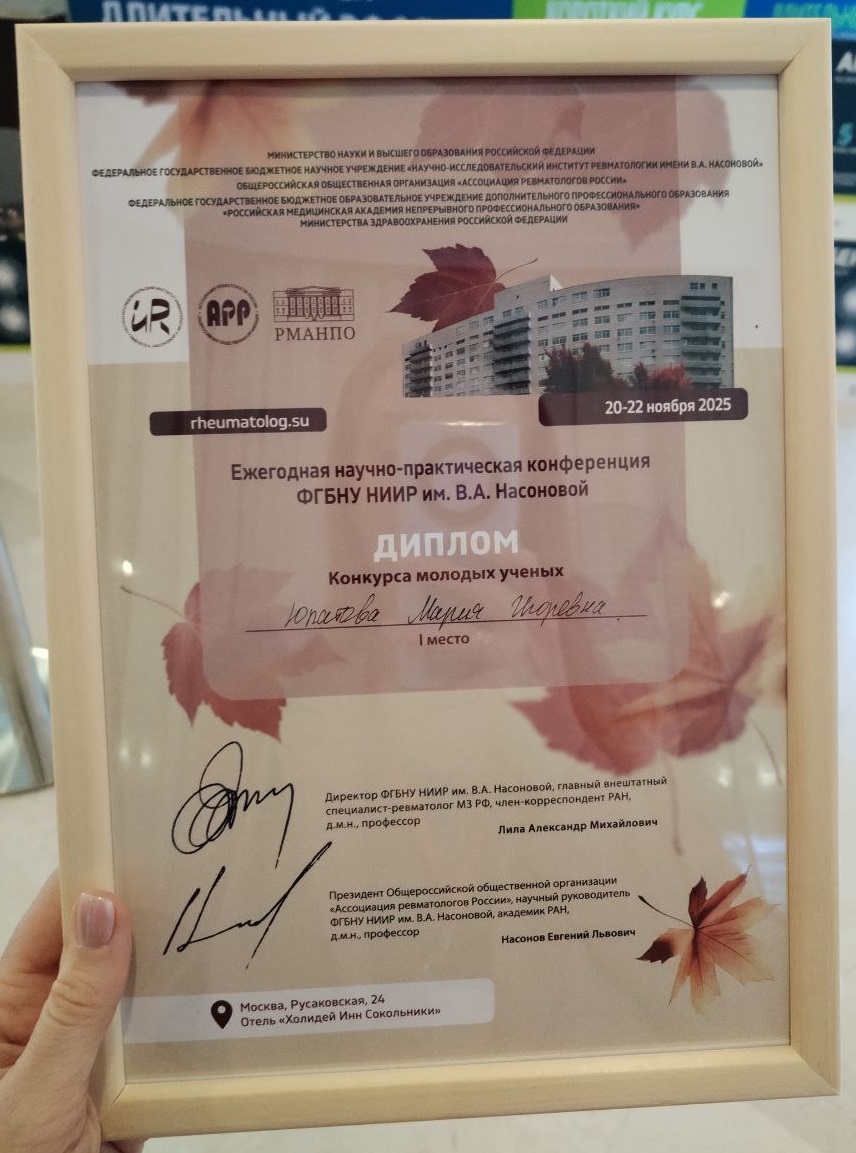 ДЛИТЕЛЬНЫЙ
КОРОТКИЙ КУРС
МИНИСТЕРСТВО НАУКИ И ВЫСШЕГО ОБРАЗОВАНИЯ РОССИЙСКОЙ ФЕДЕРАЦИИ
ФЕДЕРАЛЬНОЕ ГОСУДАРСТВЕННОЕ БЮДЖЕТНОЕ НАУЧНОЕ УЧРЕЖДЕНИЕ «НАУЧНО-ИССЛЕДОВАТЕЛЬСКИЙ ИНСТИТУТ РЕВМАТОЛОГИИ ИМЕНИ В.А. НАСОНОВОЙ»
ОБЩЕРОССИЙСКАЯ ОБЩЕСТВЕННАЯ ОРГАНИЗАЦИЯ «АССОЦИАЦИЯ РЕВМАТОЛОГОВ РОССИИ»
ФЕДЕРАЛЬНОЕ ГОСУДАРСТВЕННОЕ БЮДЖЕТНОЕ ОБРАЗОВАТЕЛЬНОЕ УЧРЕЖДЕНИЕ ДОПОЛНИТЕЛЬНОГО ПРОФЕССИОНАЛЬНОГО ОБРАЗОВАНИЯ
«РОССИЙСКАЯ МЕДИЦИНСКАЯ АКАДЕМИЯ НЕПРЕРЫВНОГО ПРОФЕССИОНАЛЬНОГО ОБРАЗОВАНИЯ»
МИНИСТЕРСТВА ЗДРАВООХРАНЕНИЯ РОССИЙСКОЙ ФЕДЕРАЦИИ
АРР
РМАНПО
rheumatolog.su
20-22 ноября 2025
Ежегодная научно-практическая конференция
ФГБНУ НИИР им. В.А. Насоновой
ДИПЛОМ
Конкурса молодых ученых
Юпатова Мария Игоревна
I место
Директор ФГБНУ НИИР им. В.А. Насоновой, главный внештатный
специалист-ревматолог МЗ РФ, член-корреспондент РАН,
д.м.н., профессор
Лила Александр Михайлович
Президент Общероссийской общественной организации
«Ассоциация ревматологов России», научный руководитель
ФГБНУ НИИР им. В.А. Насоновой, академик РАН,
д.м.н., профессор
Насонов Евгений Львович
Москва, Русаковская, 24
Отель «Холидей Инн Сокольники»